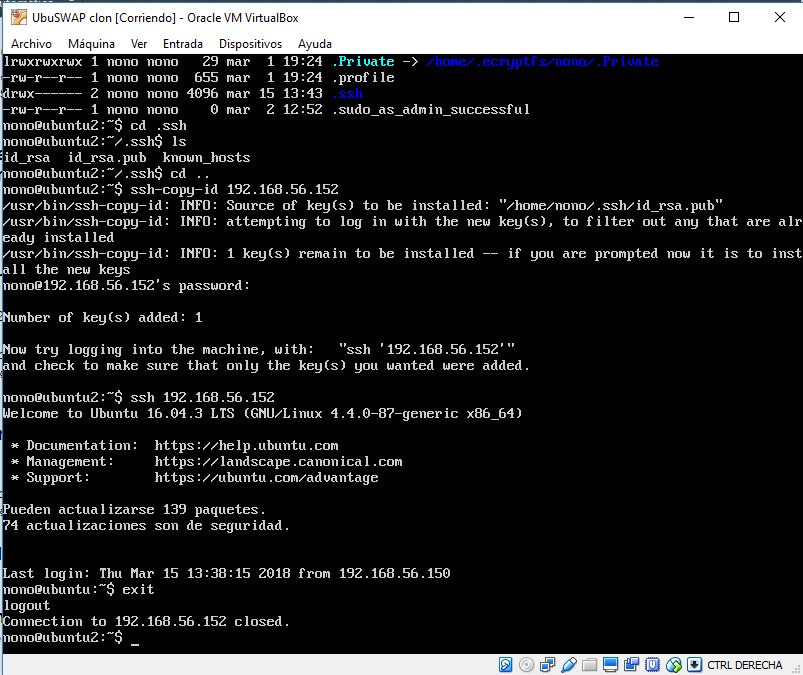 UbuSWAP clon [Corriendo] - Oracle VM VirtualBox
Archivo Máquina Ver Entrada Dispositivos Ayuda
lrwxrwxrwx 1 nono nono   29 mar  1 19:24 .Private -> /home/.ecryptfs/nono/.Private
-rw-r--r-- 1 nono nono  655 mar  1 19:24 .profile
drwx------ 2 nono nono 4096 mar 15 13:43 .ssh
-rw-r--r-- 1 nono nono    0 mar  2 12:52 .sudo_as_admin_successful
nono@ubuntu2:~$ cd .ssh
nono@ubuntu2:~/.ssh$ ls
id_rsa  id_rsa.pub  known_hosts
nono@ubuntu2:~/.ssh$ cd ..
nono@ubuntu2:~$ ssh-copy-id 192.168.56.152
/usr/bin/ssh-copy-id: INFO: Source of key(s) to be installed: "/home/nono/.ssh/id_rsa.pub"
/usr/bin/ssh-copy-id: INFO: attempting to log in with the new key(s), to filter out any that are alr
eady installed
/usr/bin/ssh-copy-id: INFO: 1 key(s) remain to be installed -- if you are prompted now it is to inst
all the new keys
nono@192.168.56.152's password:
Number of key(s) added: 1
Now try logging into the machine, with:   "ssh '192.168.56.152'"
and check to make sure that only the key(s) you wanted were added.
nono@ubuntu2:~$ ssh 192.168.56.152
Welcome to Ubuntu 16.04.3 LTS (GNU/Linux 4.4.0-87-generic x86_64)
 * Documentation:  https://help.ubuntu.com
 * Management:     https://landscape.canonical.com
 * Support:        https://ubuntu.com/advantage
Pueden actualizarse 139 paquetes.
74 actualizaciones son de seguridad.
Last login: Thu Mar 15 13:38:15 2018 from 192.168.56.150
nono@ubuntu:~$ exit
logout
Connection to 192.168.56.152 closed.
nono@ubuntu2:~$ _
CTRL DERECHA